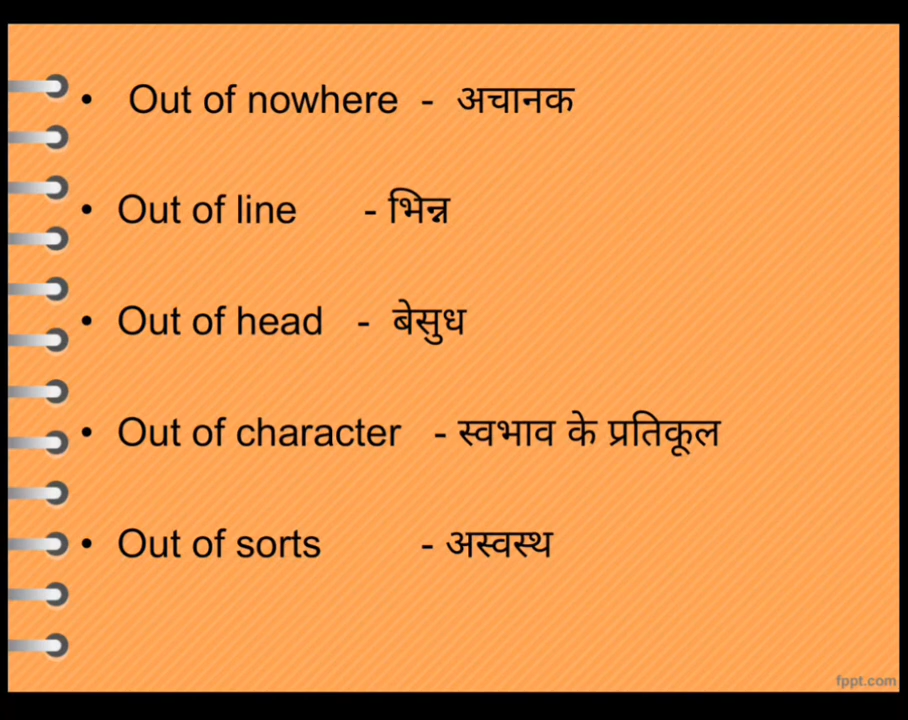 • Out of nowhere - अचानक
• Out of line - भिन्न
• Out of head - बेसुध
• Out of character - स्वभाव के प्रतिकूल
• Out of sorts - अस्वस्थ
fppt.com